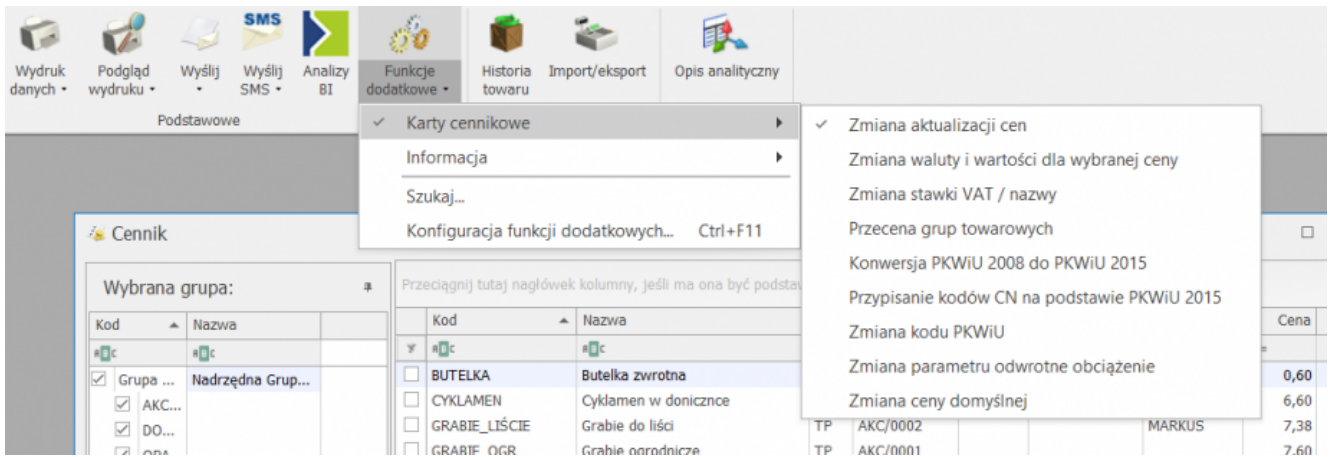 SMS
Wydruk danych
Podgląd wydruku
Wyślij
Wyślij SMS
Analizy BI
Funkcje dodatkowe
Historia towaru
Import/eksport
Opis analityczny
Podstawowe
Karty cennikowe
Informacja
Szukaj...
Konfiguracja funkcji dodatkowych... Ctrl+F11
Zmiana aktualizacji cen
Zmiana waluty i wartości dla wybranej ceny
Zmiana stawki VAT / nazwy
Przecena grup towarowych
Konwersja PKWiU 2008 do PKWiU 2015
Przypisanie kodów CN na podstawie PKWiU 2015
Zmiana kodu PKWiU
Zmiana parametru odwrotne obciążenie
Zmiana ceny domyślnej
Cennik
Wybrana grupa:
Kod Nazwa
Grupa ... Nadrzędna Grup...
AKC...
DO...
Przeciągnij tutaj nagłówek kolumny, jeśli ma ona być
Kod Nazwa Cena
=
BUTELKA Butelka zwrotna 0,60
CYKLAMEN Cyklamen w donicznce 6,60
GRABIE_LIŚCIE Grabie do liści TP AKC/0002 MARKUS 7,38
GRABIE_OGR Grabie ogrodnicze TP AKC/0001 7,60